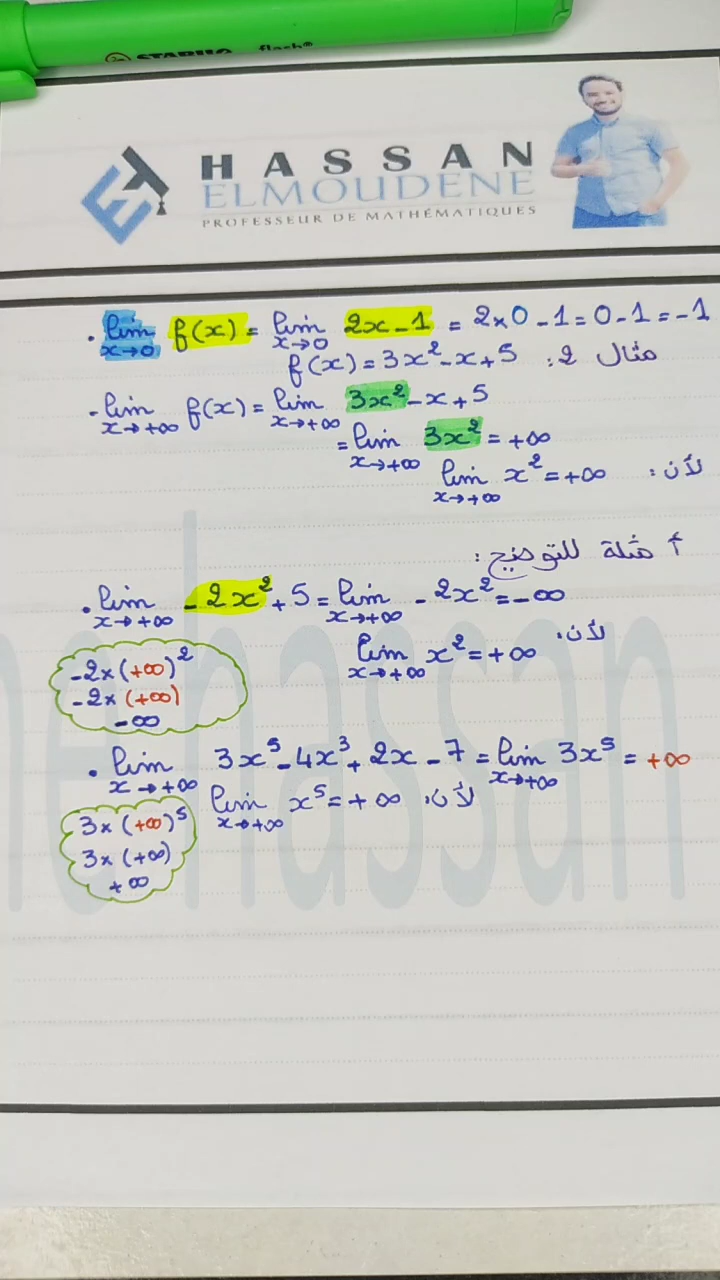 STABILO flash®
HASSAN
ELMOUDENE
PROFESSEUR DE MATHÉMATIQUES
. lim f(x) = lim 2x-1 = 2×0-1=0-1=-1
x→0 x→0
مثال 2: f(x)=3x²-x+5
- lim f(x) = lim 3x²-x+5
x→+∞ x→+∞
= lim 3x² = +∞
x→+∞
لأن: lim x² = +∞
x→+∞
أمثلة للتوضيح:
. lim -2x²+5 = lim -2x² = -∞
x→+∞ x→+∞
لأن: lim x² = +∞
x→+∞
-2×(+∞)²
-2×(+∞)
-∞
. lim 3x⁵-4x³+2x-7 = lim 3x⁵ = +∞
x→+∞ x→+∞
لأن: lim x⁵ = +∞
x→+∞
3×(+∞)⁵
3×(+∞)
+∞
me hassan